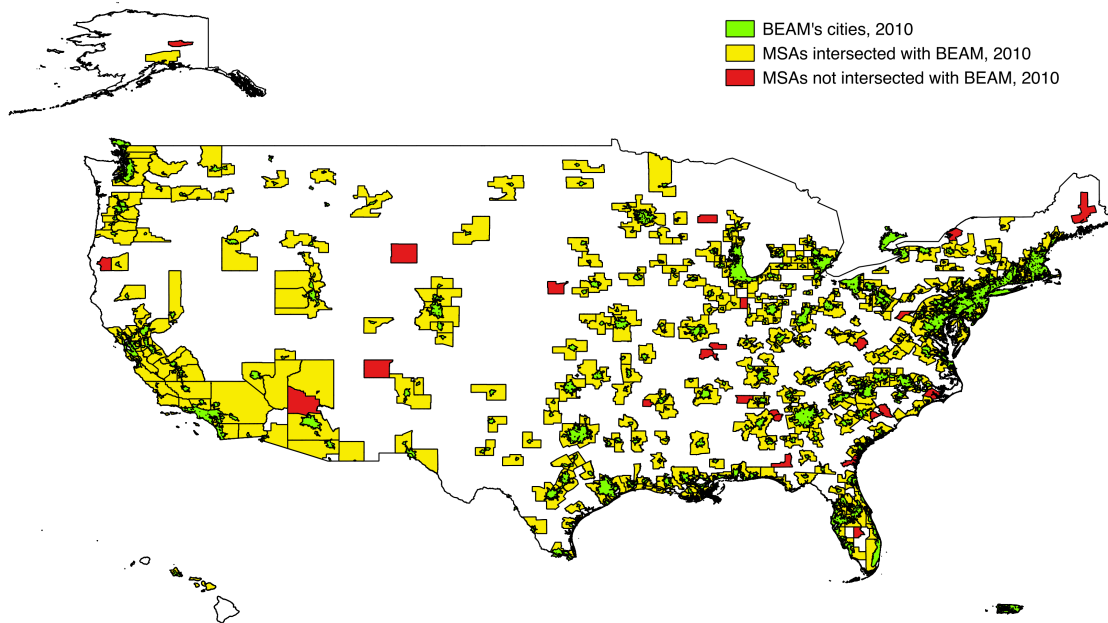 BEAM's cities, 2010
MSAs intersected with BEAM, 2010
MSAs not intersected with BEAM, 2010